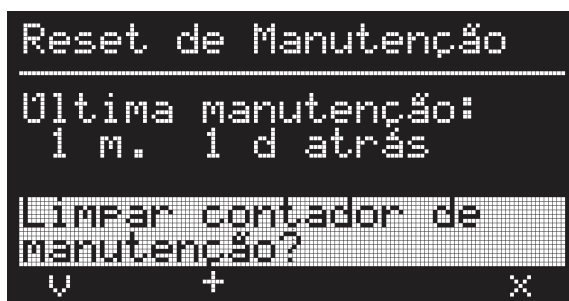 Reset de Manutenção
Última manutenção:
1 m. 1 d atrás
Limpar contador de
manutenção?
v + x